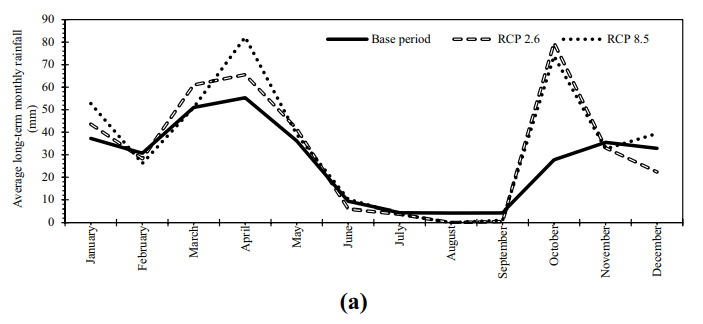 Average long-term monthly rainfall
(mm)
90
80
70
60
50
40
30
20
10
0
Base period
RCP 2.6
RCP 8.5
January
February
March
April
May
June
July
August
September
October
November
December
(a)